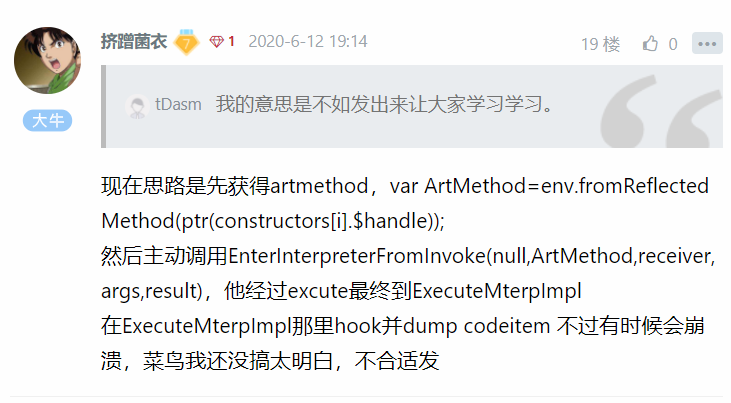 挤蹭菌衣 7 1 2020-6-12 19:14 19 楼 0
大牛
tDasm 我的意思是不如发出来让大家学习学习。
现在思路是先获得artmethod，var ArtMethod=env.fromReflected
Method(ptr(constructors[i].$handle));
然后主动调用EnterInterpreterFromInvoke(null,ArtMethod,receiver,
args,result)，他经过excute最终到ExecuteMterpImpl
在ExecuteMterpImpl那里hook并dump codeitem 不过有时候会崩
溃，菜鸟我还没搞太明白，不合适发